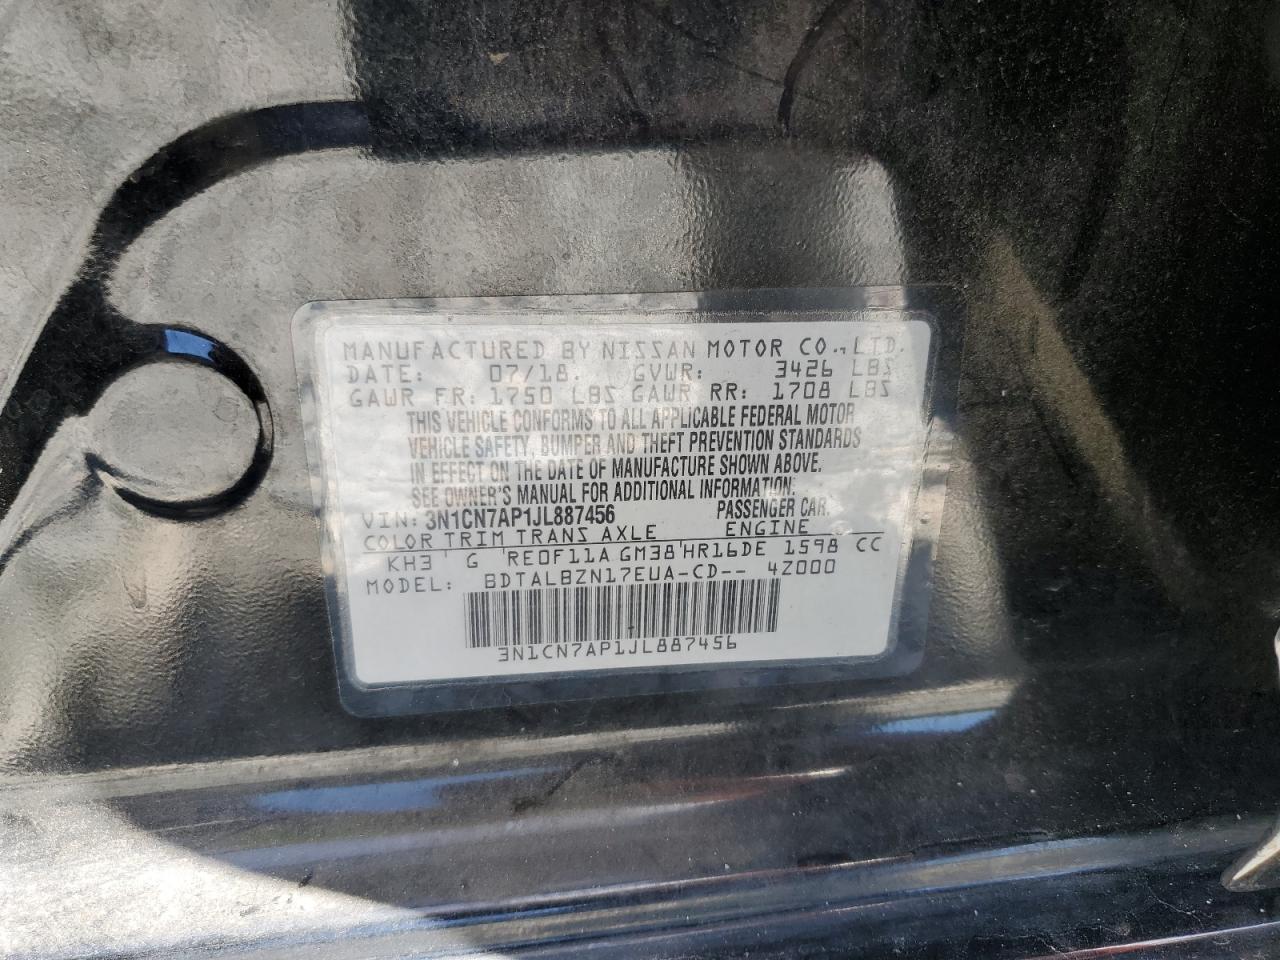 MANUFACTURED BY NISSAN MOTOR CO., LTD.
DATE: 07/18 GVWR: 3426 LBS
GAWR FR: 1750 LBS GAWR RR: 1708 LBS
THIS VEHICLE CONFORMS TO ALL APPLICABLE FEDERAL MOTOR
VEHICLE SAFETY, BUMPER AND THEFT PREVENTION STANDARDS
IN EFFECT ON THE DATE OF MANUFACTURE SHOWN ABOVE.
SEE OWNER'S MANUAL FOR ADDITIONAL INFORMATION.
VIN: 3N1CN7AP1JL887456 PASSENGER CAR.
COLOR TRIM TRANS AXLE ENGINE
KH3 ' G ' RE0F11A GM38 ' HR16DE 1598 CC
MODEL: BDTALBZN17EUA-CD-- 4Z000
3N1CN7AP1JL887456